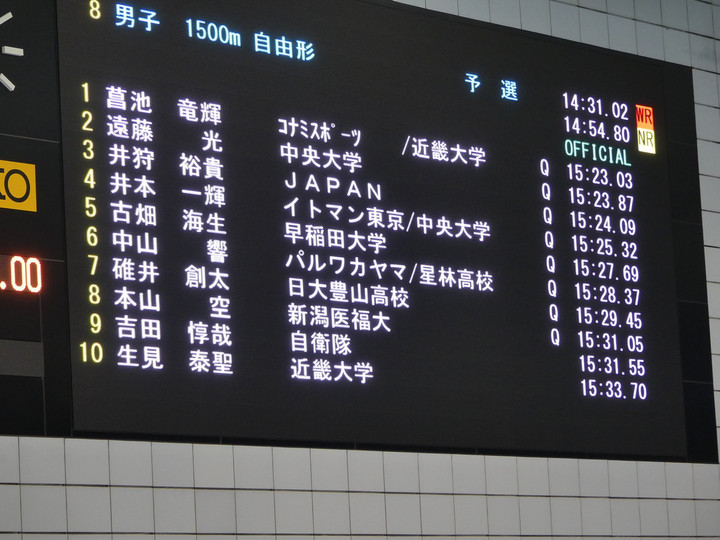 8 男子 1500m 自由形 予 選
14:31.02 WR
14:54.80 NR
OFFICIAL
1 菖池 竜輝 ｺﾅﾐｽﾎﾟｰﾂ /近畿大学 Q 15:23.03
2 遠藤 光 中央大学 Q 15:23.87
3 井狩 裕貴 ＪＡＰＡＮ Q 15:24.09
4 井本 一輝 イトマン東京/中央大学 Q 15:25.32
5 古畑 海生 早稲田大学 Q 15:27.69
6 中山 響 パルワカヤマ/星林高校 Q 15:28.37
7 碓井 創太 日大豊山高校 Q 15:29.45
8 本山 空 新潟医福大 Q 15:31.05
9 吉田 惇哉 自衛隊 15:31.55
10 生見 泰聖 近畿大学 15:33.70
.00